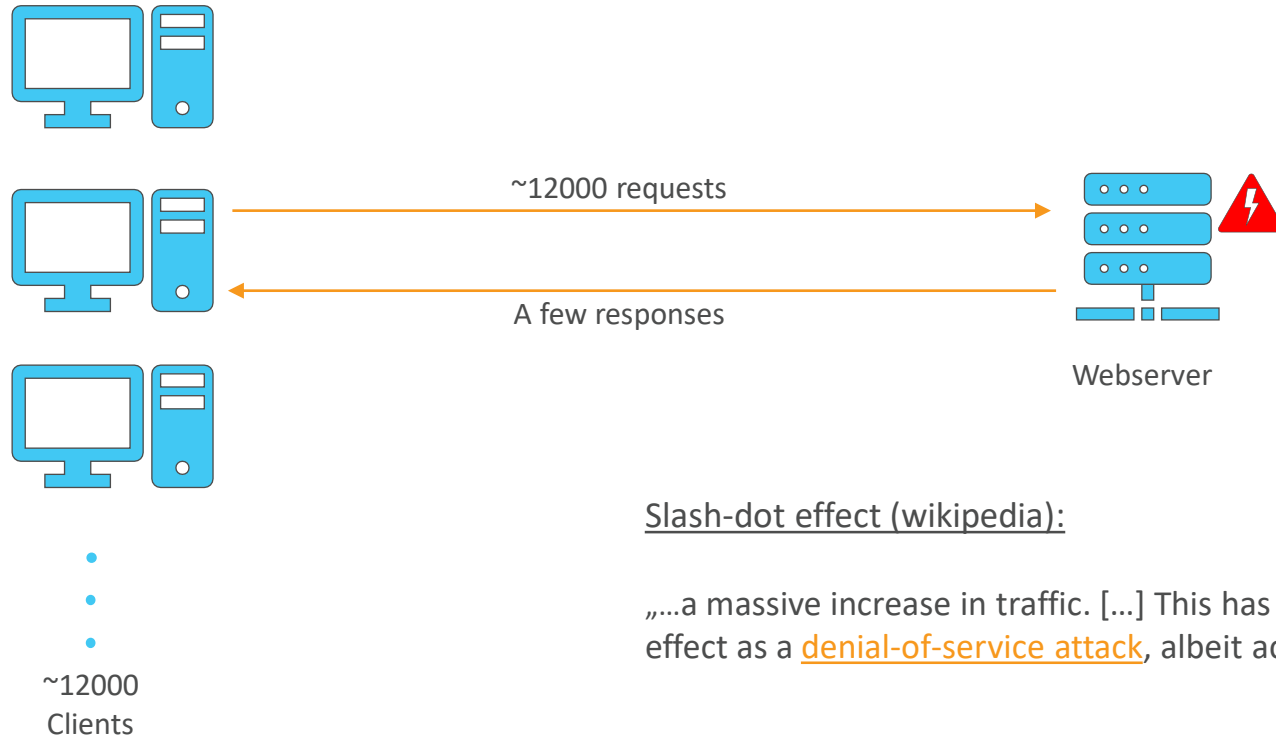 ~12000 requests
A few responses
Webserver
~12000
Clients
Slash-dot effect (wikipedia):
„…a massive increase in traffic. […] This has
effect as a denial-of-service attack, albeit